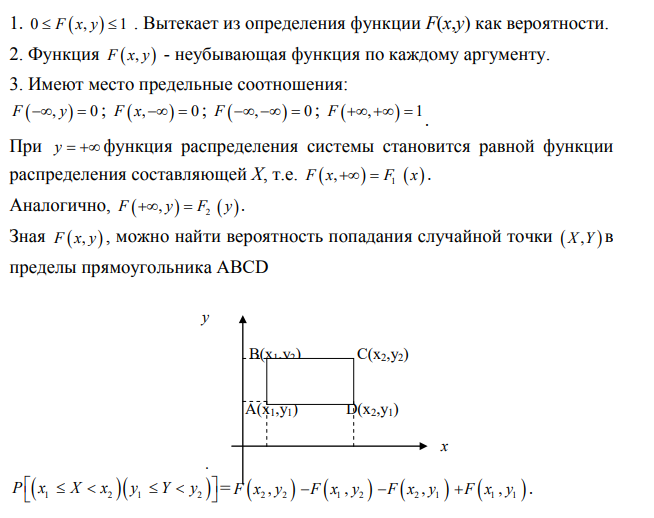 1. 0 ≤ F(x, y) ≤ 1 . Вытекает из определения функции F(x,y) как вероятности.
2. Функция F(x, y) - неубывающая функция по каждому аргументу.
3. Имеют место предельные соотношения:
F(−∞, y) = 0 ; F(x, −∞) = 0 ; F(−∞, −∞) = 0 ; F(+∞, +∞) = 1 .
При y = +∞ функция распределения системы становится равной функции
распределения составляющей X, т.е. F(x, +∞) = F₁ (x).
Аналогично, F(+∞, y) = F₂ (y).
Зная F(x, y), можно найти вероятность попадания случайной точки (X, Y) в
пределы прямоугольника ABCD
y
B(x₁,y₂) C(x₂,y₂)
A(x₁,y₁) D(x₂,y₁)
x
P[(x₁ ≤ X < x₂)(y₁ ≤ Y < y₂)] = F(x₂, y₂) − F(x₁, y₂) − F(x₂, y₁) + F(x₁, y₁).